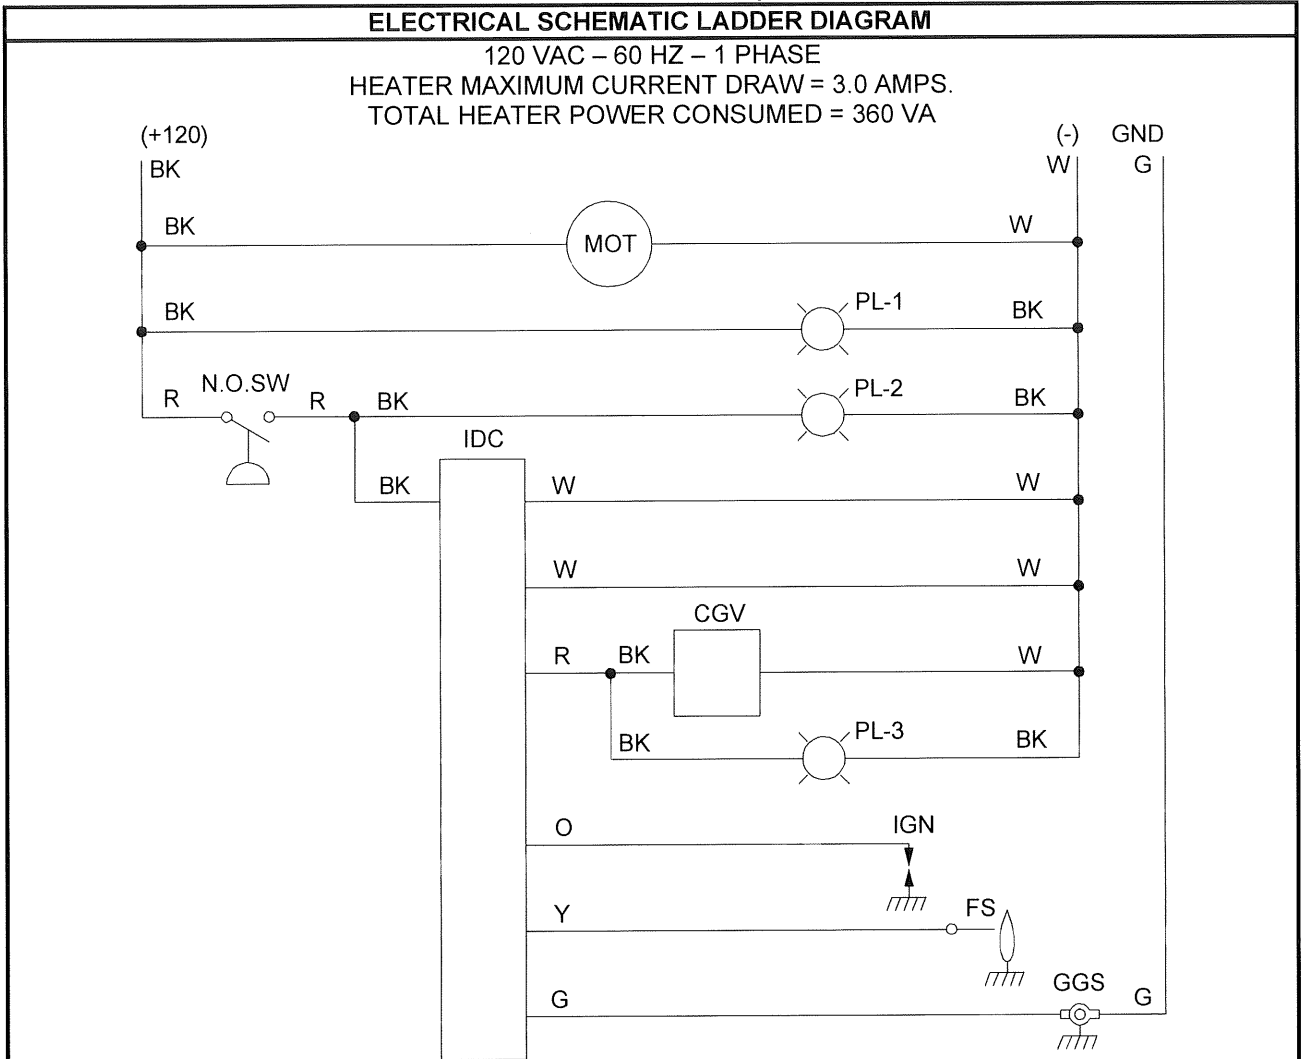 ELECTRICAL SCHEMATIC LADDER DIAGRAM
120 VAC – 60 HZ – 1 PHASE
HEATER MAXIMUM CURRENT DRAW = 3.0 AMPS.
TOTAL HEATER POWER CONSUMED = 360 VA
(+120) (-) GND
BK W G
BK MOT W
BK PL-1 BK
R N.O.SW R BK PL-2 BK
IDC
BK W W
W W
CGV
R BK W
BK PL-3 BK
O IGN
Y FS
G GGS G